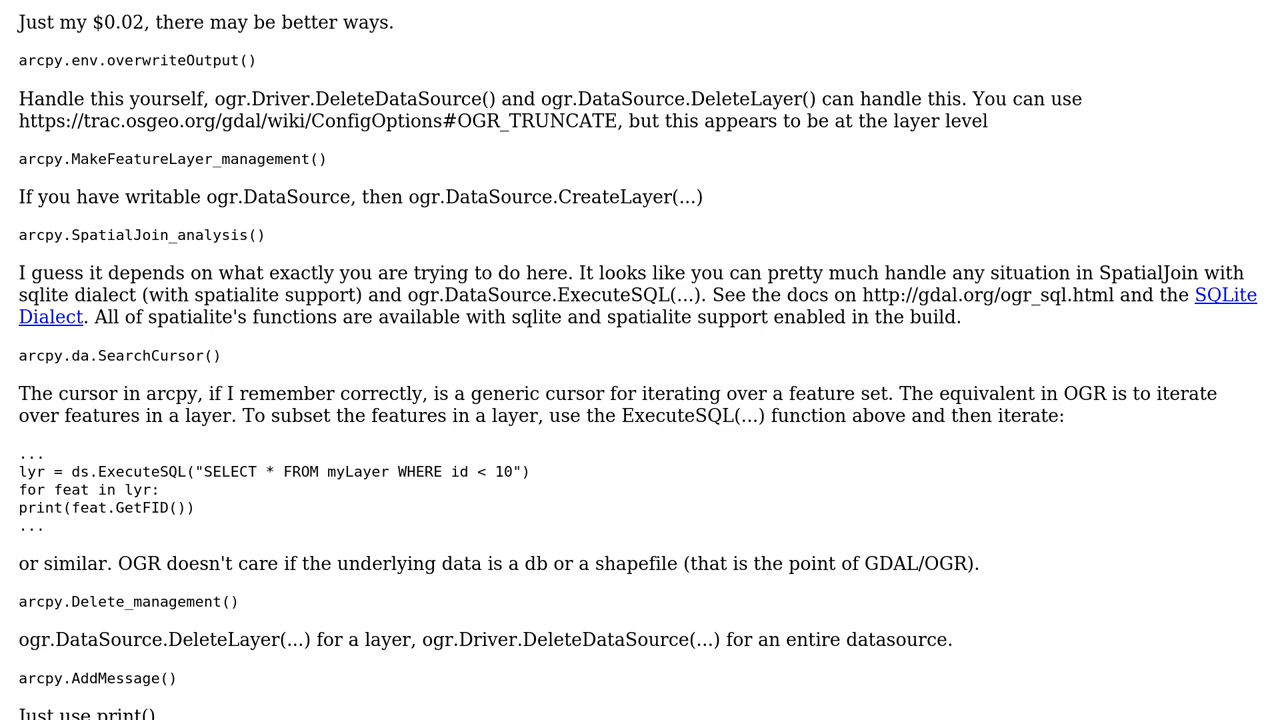 Just my $0.02, there may be better ways.
arcpy.env.overwriteOutput()
Handle this yourself, ogr.Driver.DeleteDataSource() and ogr.DataSource.DeleteLayer() can handle this. You can use
https://trac.osgeo.org/gdal/wiki/ConfigOptions#OGR_TRUNCATE, but this appears to be at the layer level
arcpy.MakeFeatureLayer_management()
If you have writable ogr.DataSource, then ogr.DataSource.CreateLayer(...)
arcpy.SpatialJoin_analysis()
I guess it depends on what exactly you are trying to do here. It looks like you can pretty much handle any situation in SpatialJoin with
sqlite dialect (with spatialite support) and ogr.DataSource.ExecuteSQL(...). See the docs on http://gdal.org/ogr_sql.html and the SQLite
Dialect. All of spatialite's functions are available with sqlite and spatialite support enabled in the build.
arcpy.da.SearchCursor()
The cursor in arcpy, if I remember correctly, is a generic cursor for iterating over a feature set. The equivalent in OGR is to iterate
over features in a layer. To subset the features in a layer, use the ExecuteSQL(...) function above and then iterate:
...
lyr = ds.ExecuteSQL("SELECT * FROM myLayer WHERE id < 10")
for feat in lyr:
print(feat.GetFID())
...
or similar. OGR doesn't care if the underlying data is a db or a shapefile (that is the point of GDAL/OGR).
arcpy.Delete_management()
ogr.DataSource.DeleteLayer(...) for a layer, ogr.Driver.DeleteDataSource(...) for an entire datasource.
arcpy.AddMessage()
Just use print()